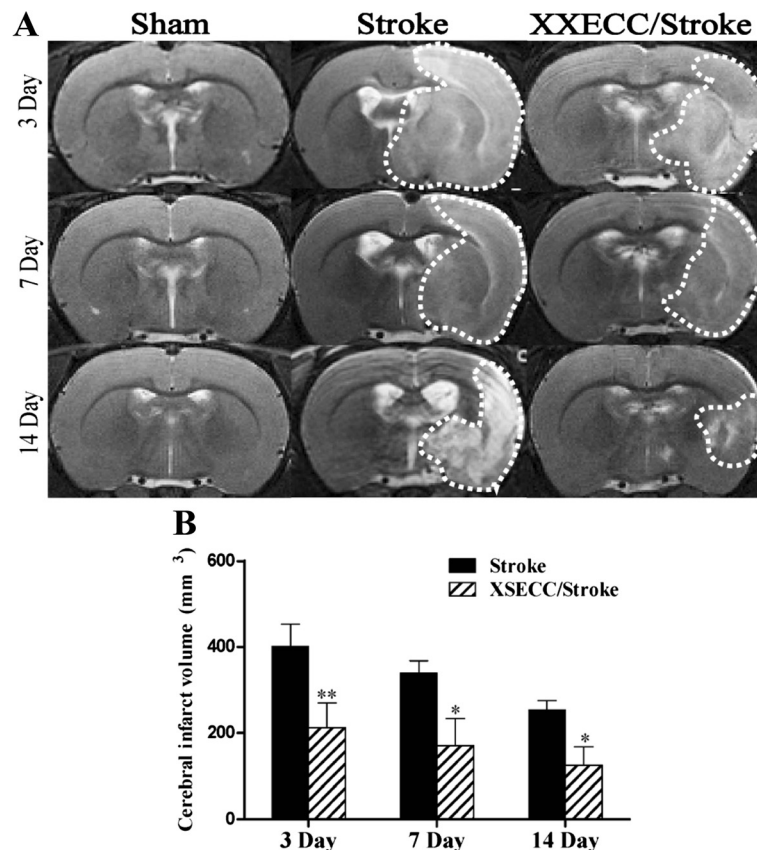 A
Sham
Stroke
XXECC/Stroke
3 Day
7 Day
14 Day
B
Cerebral infarct volume (mm³)
600
400
200
0
Stroke
XSECC/Stroke
**
*
*
3 Day
7 Day
14 Day